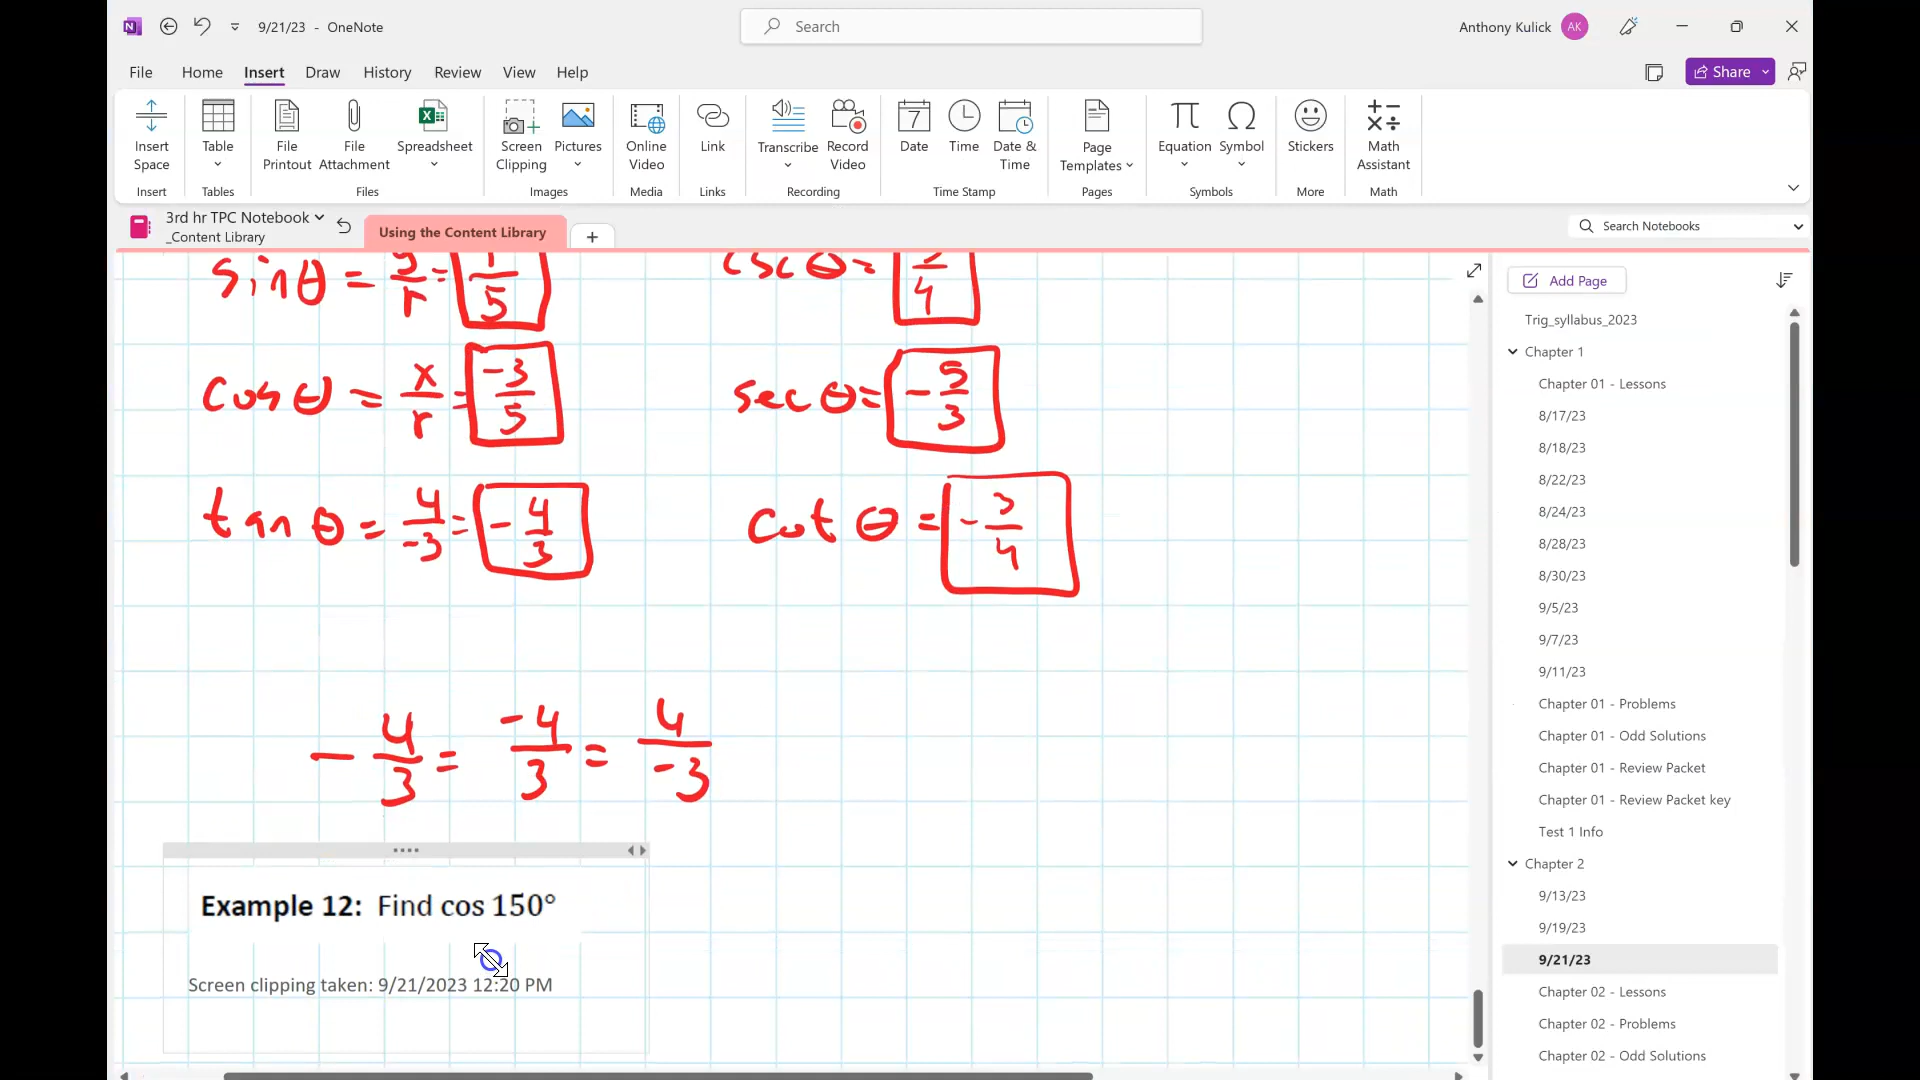 9/21/23 - OneNote
Search
Anthony Kulick AK
File Home Insert Draw History Review View Help
Share
Insert Space
Table
File Printout
File Attachment
Spreadsheet
Screen Clipping
Pictures
Online Video
Link
Transcribe
Record Video
Date
Time
Date & Time
Page Templates
Equation
Symbol
Stickers
Math Assistant
Insert Tables Files Images Media Links Recording Time Stamp Pages Symbols More Math
3rd hr TPC Notebook
_Content Library
Using the Content Library
+
Search Notebooks
sin θ = y/r = /5
csc θ = /4
cos θ = x/r = -3/5
sec θ = -5/3
tan θ = 4/-3 = -4/3
cot θ = -3/4
-4/3 = -4/3 = 4/-3
Example 12: Find cos 150°
Screen clipping taken: 9/21/2023 12:20 PM
Add Page
Trig_syllabus_2023
Chapter 1
Chapter 01 - Lessons
8/17/23
8/18/23
8/22/23
8/24/23
8/28/23
8/30/23
9/5/23
9/7/23
9/11/23
Chapter 01 - Problems
Chapter 01 - Odd Solutions
Chapter 01 - Review Packet
Chapter 01 - Review Packet key
Test 1 Info
Chapter 2
9/13/23
9/19/23
9/21/23
Chapter 02 - Lessons
Chapter 02 - Problems
Chapter 02 - Odd Solutions